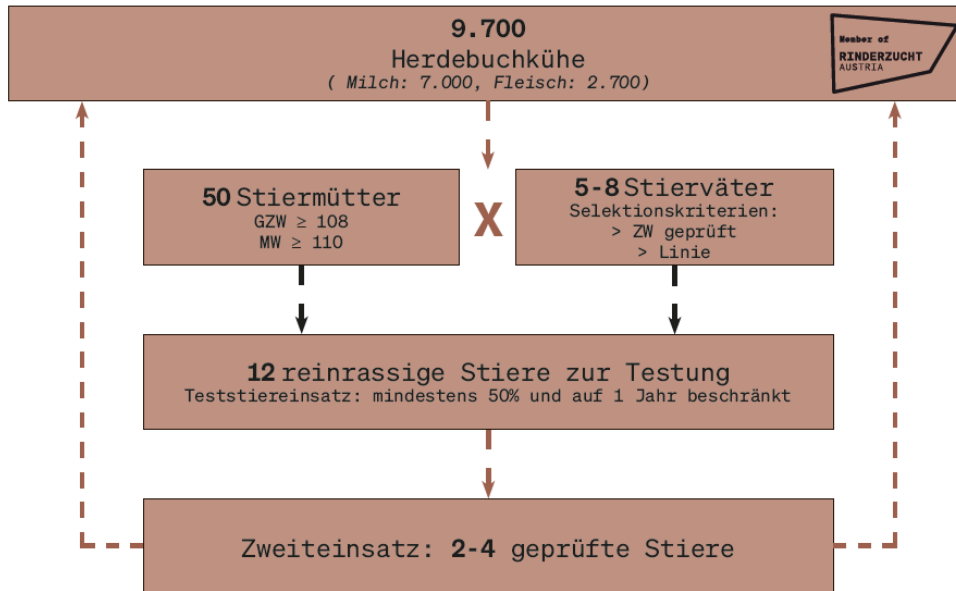 9.700
Herdebuchkühe
( Milch: 7.000, Fleisch: 2.700)
Member of
RINDERZUCHT
AUSTRIA
50 Stiermütter
GZW ≥ 108
MW ≥ 110
X
5-8 Stierväter
Selektionskriterien:
> ZW geprüft
> Linie
12 reinrassige Stiere zur Testung
Teststiereinsatz: mindestens 50% und auf 1 Jahr beschränkt
Zweiteinsatz: 2-4 geprüfte Stiere